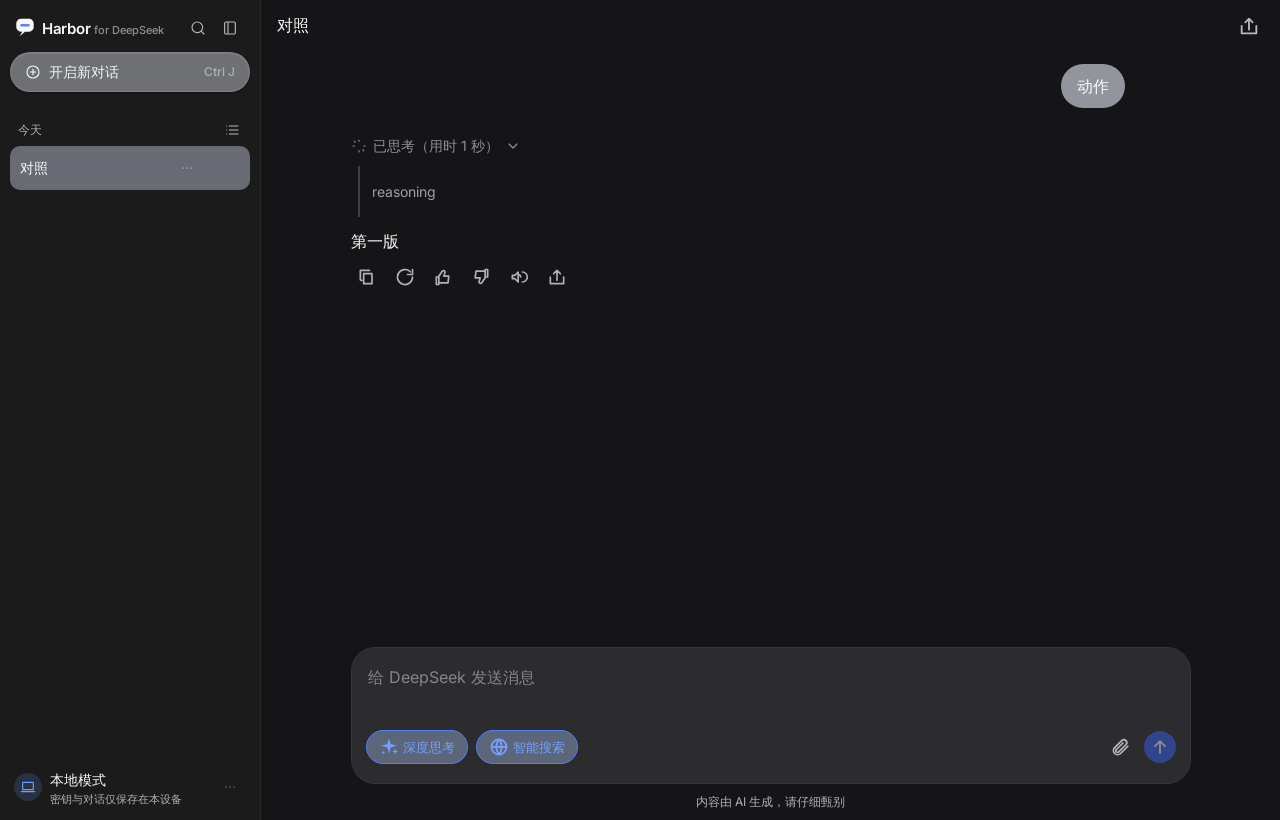 Harbor for DeepSeek
开启新对话 Ctrl J
今天
对照
本地模式
密钥与对话仅保存在本设备
对照
动作
已思考（用时 1 秒）
reasoning
第一版
给 DeepSeek 发送消息
深度思考 智能搜索
内容由 AI 生成，请仔细甄别